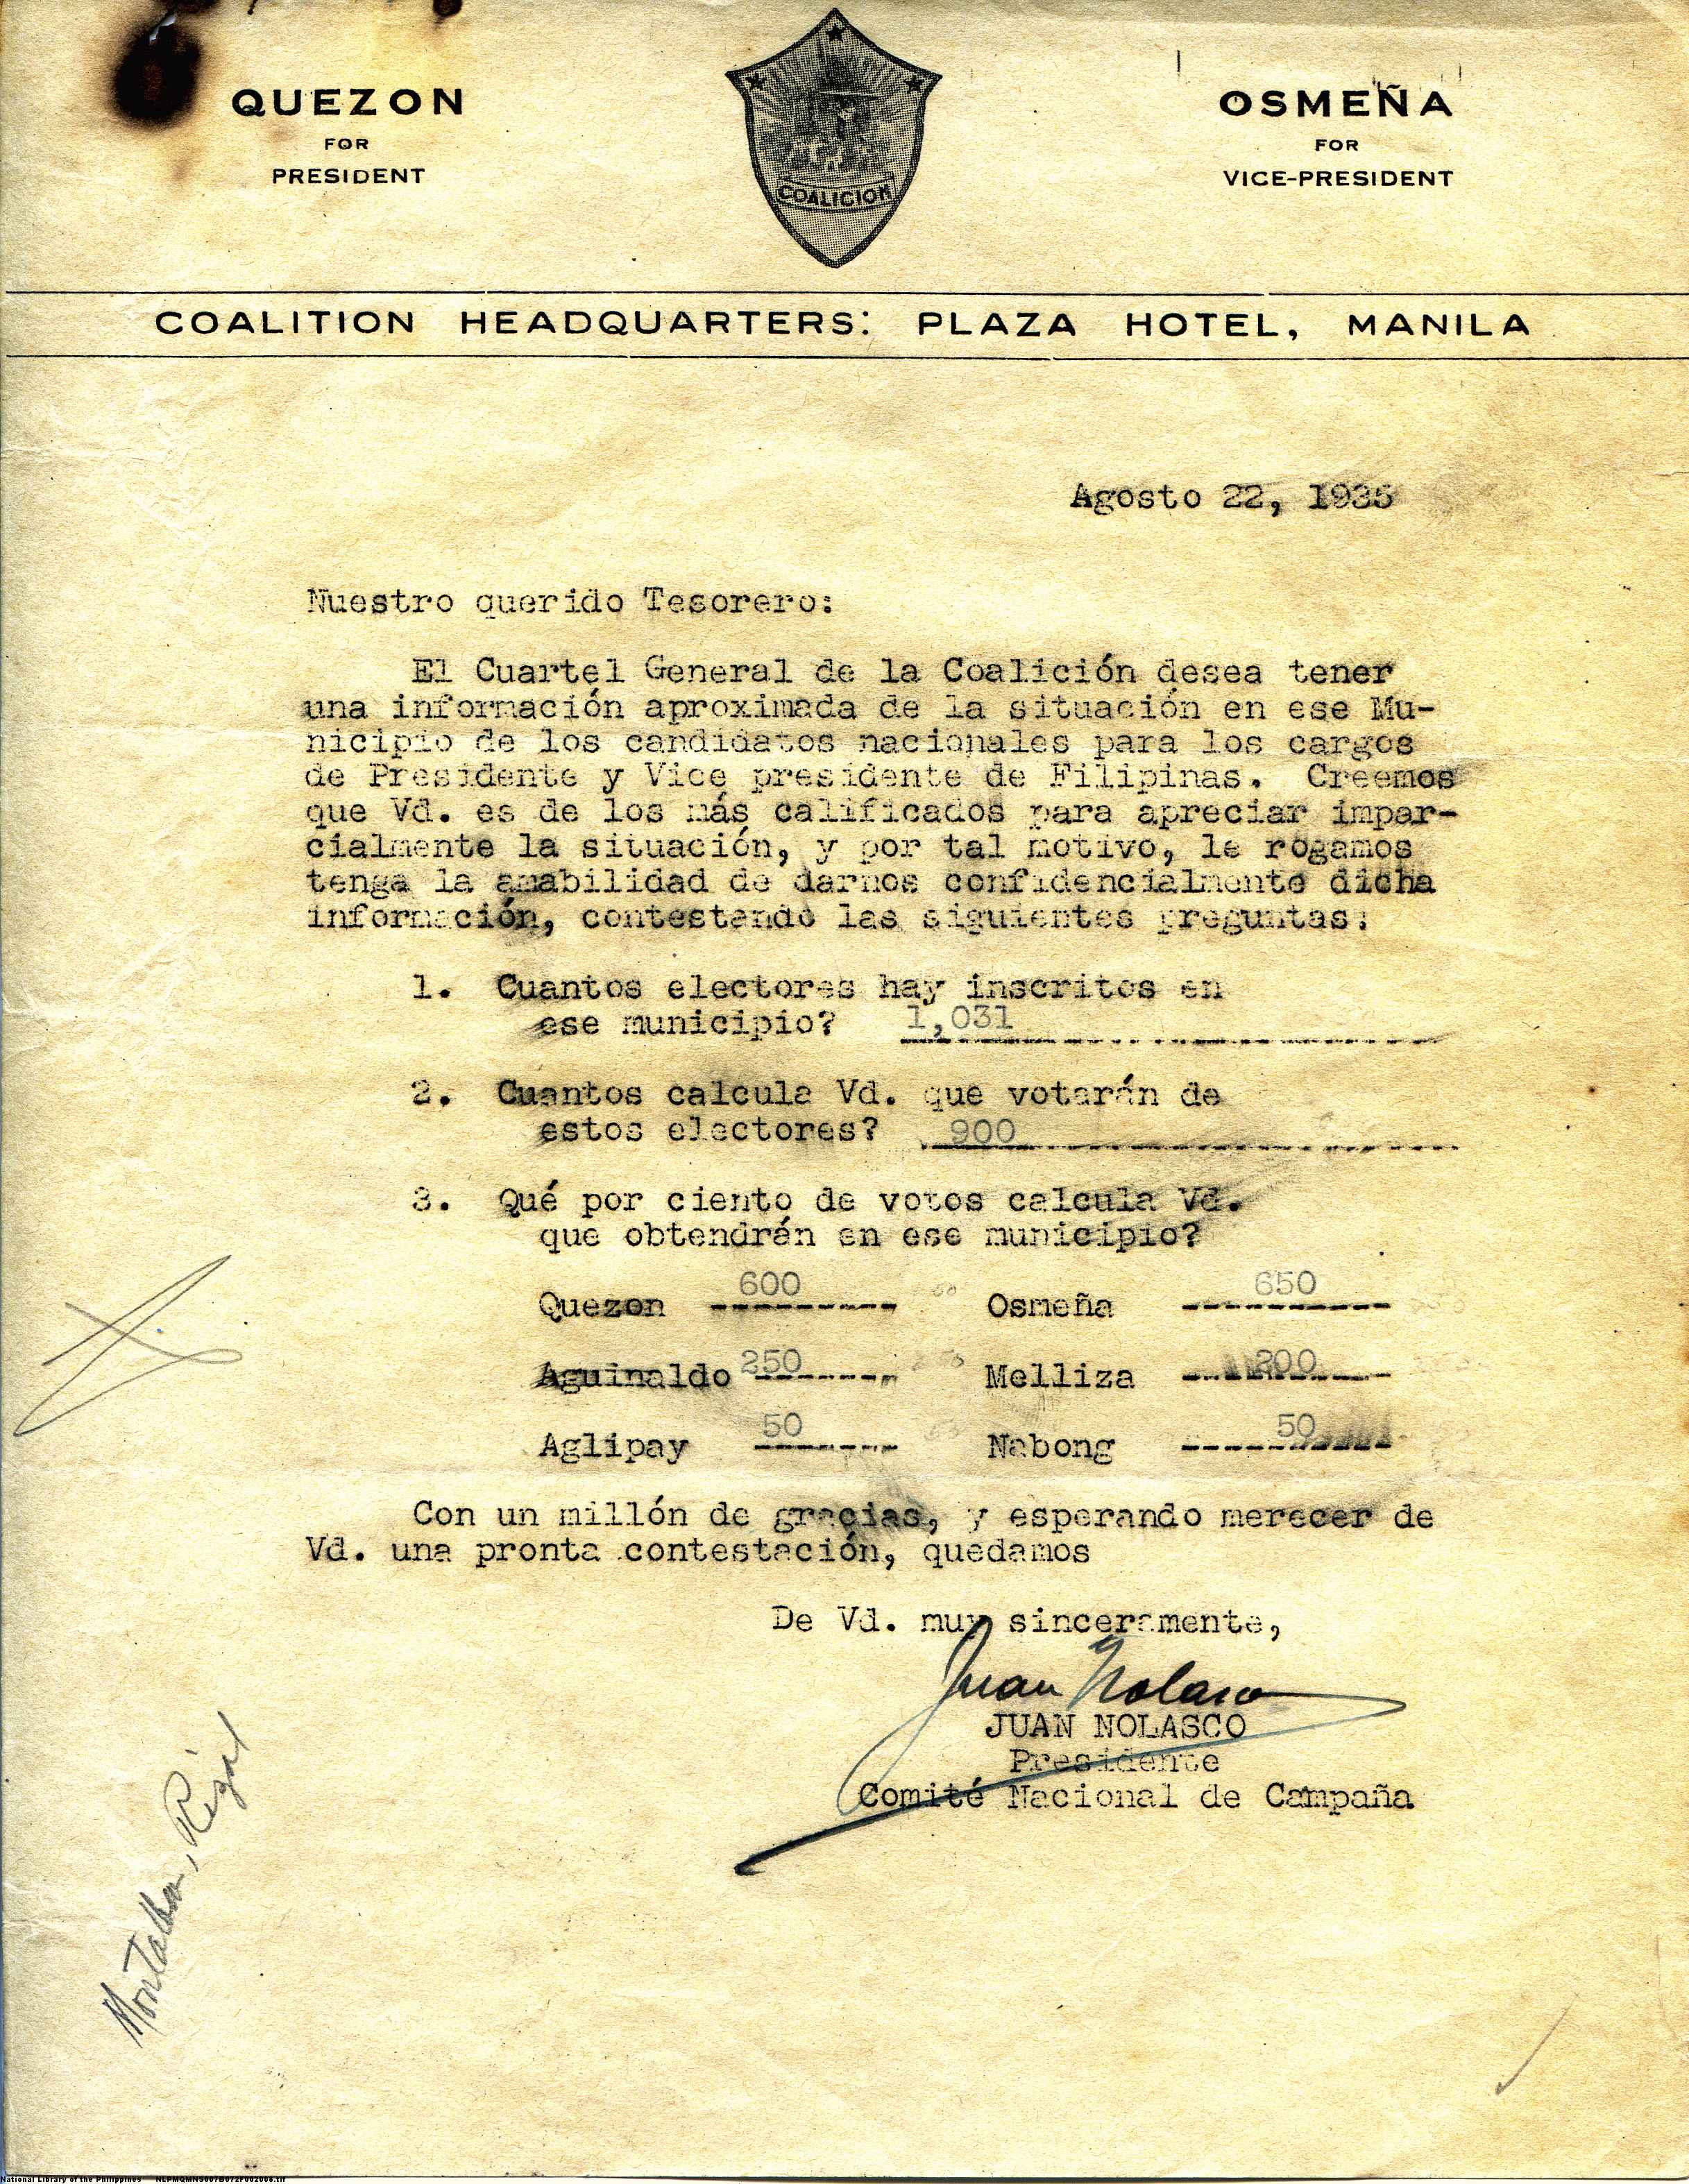 QUEZON
FOR
PRESIDENT
COALICION
OSMEÑA
FOR
VICE-PRESIDENT
COALITION HEADQUARTERS: PLAZA HOTEL, MANILA
Agosto 22, 1935
Nuestro querido Tesorero:
El Cuartel General de la Coalición desea tener
una información aproximada de la situación en ese Mu-
nicipio de los candidatos nacionales para los cargos
de Presidente y Vice presidente de Filipinas. Creemos
que Vd. es de los más calificados para apreciar impar-
cialmente la situación, y por tal motivo, le rogamos
tenga la amabilidad de darnos confidencialmente dicha
información, contestando las siguientes preguntas:
1. Cuantos electores hay inscritos en
ese municipio? 1,031
2. Cuantos calcula Vd. que votarán de
estos electores? 900
3. Qué por ciento de votos calcula Vd.
que obtendrán en ese municipio?
Quezon 600 Osmeña 650
Aguinaldo 250 Melliza 200
Aglipay 50 Nabong 50
Con un millón de gracias, y esperando merecer de
Vd. una pronta contestación, quedamos
De Vd. muy sinceramente,
Juan Nolasco
JUAN NOLASCO
Presidente
Comité Nacional de Campaña
Montalban, Rizal
National Library of the Philippines